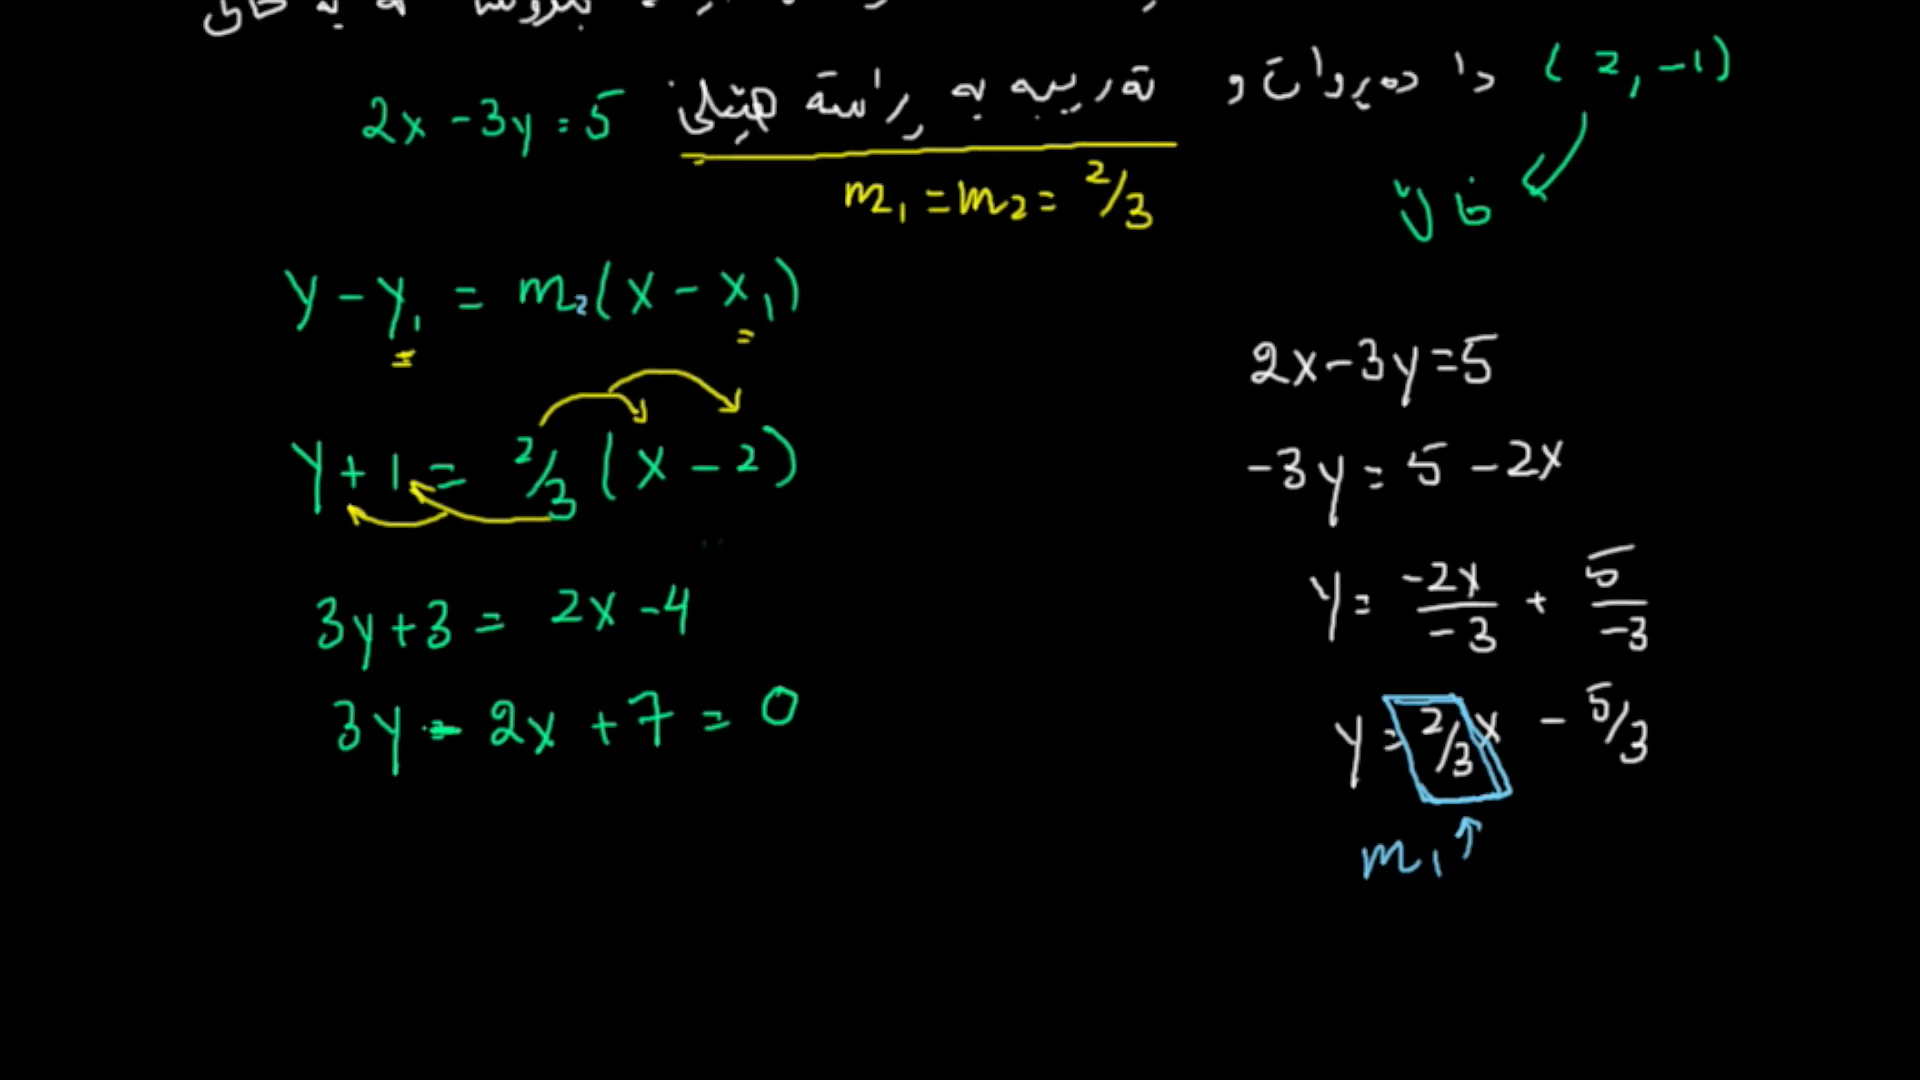 (2, -1) دا دەڕوات و تەریبە بە ڕاستە هێڵی 2x - 3y = 5
m₁ = m₂ = 2/3
خاڵ
y - y₁ = m₂(x - x₁)
y + 1 = 2/3 (x - 2)
3y + 3 = 2x - 4
3y - 2x + 7 = 0
2x - 3y = 5
-3y = 5 - 2x
y = -2x/-3 + 5/-3
y = 2/3 x - 5/3
m₁